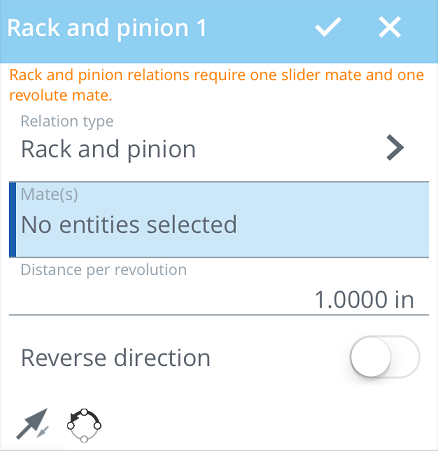 Rack and pinion 1
Rack and pinion relations require one slider mate and one
revolute mate.
Relation type
Rack and pinion
Mate(s)
No entities selected
Distance per revolution
1.0000 in
Reverse direction